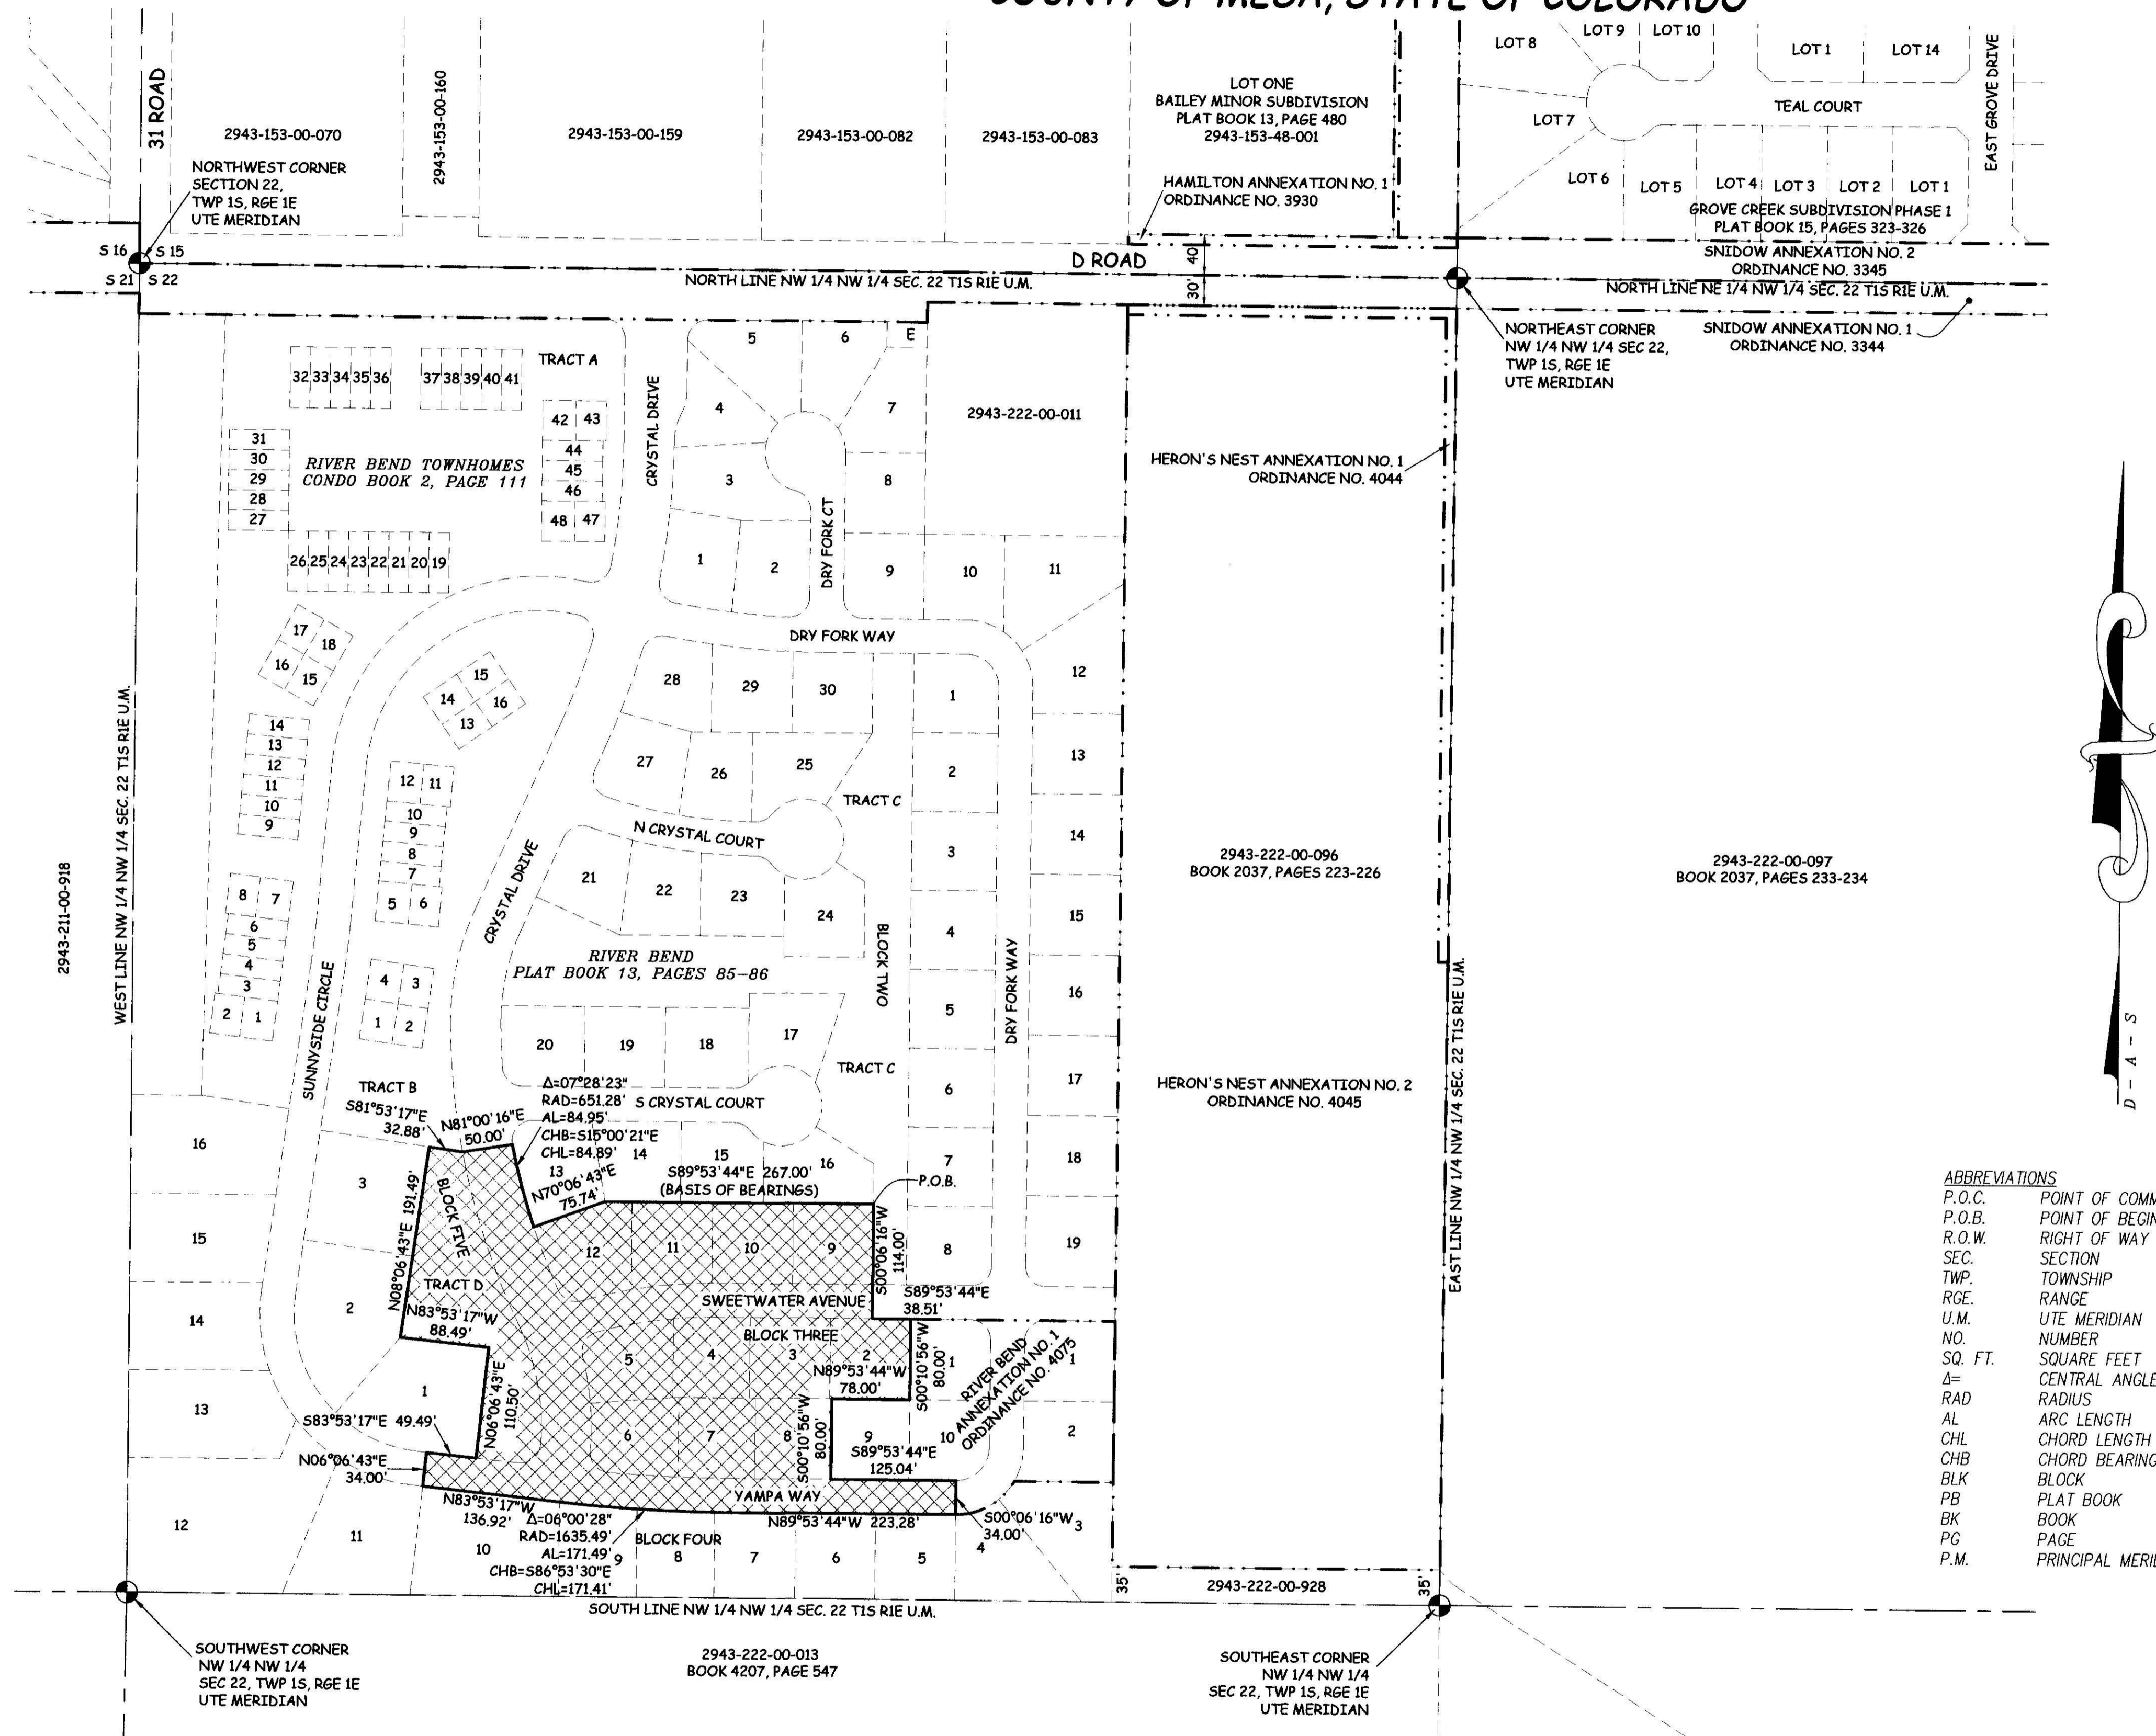 COUNTY OF MESA, STATE OF COLORADO
31 ROAD
2943-153-00-070
2943-153-00-160
2943-153-00-159
2943-153-00-082
2943-153-00-083
LOT ONE
BAILEY MINOR SUBDIVISION
PLAT BOOK 13, PAGE 480
2943-153-48-001
LOT 8
LOT 9
LOT 10
LOT 1
LOT 14
EAST GROVE DRIVE
TEAL COURT
LOT 7
LOT 6
LOT 5
LOT 4
LOT 3
LOT 2
LOT 1
GROVE CREEK SUBDIVISION PHASE 1
PLAT BOOK 15, PAGES 323-326
NORTHWEST CORNER
SECTION 22,
TWP 1S, RGE 1E
UTE MERIDIAN
HAMILTON ANNEXATION NO. 1
ORDINANCE NO. 3930
S 16
S 15
S 21
S 22
D ROAD
40'
30'
NORTH LINE NW 1/4 NW 1/4 SEC. 22 T1S R1E U.M.
SNIDOW ANNEXATION NO. 2
ORDINANCE NO. 3345
NORTH LINE NE 1/4 NW 1/4 SEC. 22 T1S R1E U.M.
NORTHEAST CORNER
NW 1/4 NW 1/4 SEC 22,
TWP 1S, RGE 1E
UTE MERIDIAN
SNIDOW ANNEXATION NO. 1
ORDINANCE NO. 3344
TRACT A
32 33 34 35 36
37 38 39 40 41
42 43
44
45
46
48 47
31
30
29
28
27
RIVER BEND TOWNHOMES
CONDO BOOK 2, PAGE 111
26 25 24 23 22 21 20 19
CRYSTAL DRIVE
5
6
E
4
7
3
8
1
2
DRY FORK CT
9
10
11
2943-222-00-011
HERON'S NEST ANNEXATION NO. 1
ORDINANCE NO. 4044
DRY FORK WAY
17
18
16
15
15
14
16
13
28
29
30
1
12
27
26
25
2
13
TRACT C
N CRYSTAL COURT
3
14
14
13
12
11
10
9
12 11
10
9
8
7
5 6
CRYSTAL DRIVE
21
22
23
24
4
15
BLOCK TWO
DRY FORK WAY
8 7
6
5
4
3
2 1
4 3
1 2
RIVER BEND
PLAT BOOK 13, PAGES 85-86
5
16
20
19
18
17
TRACT C
6
17
S CRYSTAL COURT
2943-211-00-918
WEST LINE NW 1/4 NW 1/4 SEC. 22 T1S R1E U.M.
SUNNYSIDE CIRCLE
2943-222-00-096
BOOK 2037, PAGES 223-226
HERON'S NEST ANNEXATION NO. 2
ORDINANCE NO. 4045
EAST LINE NW 1/4 NW 1/4 SEC. 22 T1S R1E U.M.
2943-222-00-097
BOOK 2037, PAGES 233-234
D - A - S
TRACT B
S81°53'17"E
32.88'
N81°00'16"E
50.00'
Δ=07°28'23"
RAD=651.28'
AL=84.95'
CHB=S15°00'21"E
CHL=84.89'
13
14
15
16
N70°06'43"E
75.74'
S89°53'44"E 267.00'
(BASIS OF BEARINGS)
P.O.B.
7
18
16
15
14
13
12
3
2
1
BLOCK FIVE
N08°06'43"E 191.49'
TRACT D
N83°53'17"W
88.49'
12
11
10
9
S00°06'16"W
114.00'
8
19
S89°53'44"E
38.51'
SWEETWATER AVENUE
BLOCK THREE
5
4
3
2
1
1
N89°53'44"W
78.00'
S00°10'56"W
80.00'
RIVER BEND
ANNEXATION NO. 1
ORDINANCE NO. 4075
6
7
8
9
10
2
S00°10'56"W
80.00'
S89°53'44"E
125.04'
N06°06'43"E
110.50'
S83°53'17"E 49.49'
N06°06'43"E
34.00'
YAMPA WAY
N83°53'17"W
136.92'
Δ=06°00'28"
RAD=1635.49'
AL=171.49'
CHB=S86°53'30"E
CHL=171.41'
N89°53'44"W 223.28'
S00°06'16"W
34.00'
BLOCK FOUR
11
10
9
8
7
6
5
4
3
35'
35'
2943-222-00-928
SOUTH LINE NW 1/4 NW 1/4 SEC. 22 T1S R1E U.M.
SOUTHWEST CORNER
NW 1/4 NW 1/4
SEC 22, TWP 1S, RGE 1E
UTE MERIDIAN
2943-222-00-013
BOOK 4207, PAGE 547
SOUTHEAST CORNER
NW 1/4 NW 1/4
SEC 22, TWP 1S, RGE 1E
UTE MERIDIAN
ABBREVIATIONS
P.O.C. POINT OF COMM
P.O.B. POINT OF BEGIN
R.O.W. RIGHT OF WAY
SEC. SECTION
TWP. TOWNSHIP
RGE. RANGE
U.M. UTE MERIDIAN
NO. NUMBER
SQ. FT. SQUARE FEET
Δ= CENTRAL ANGLE
RAD RADIUS
AL ARC LENGTH
CHL CHORD LENGTH
CHB CHORD BEARING
BLK BLOCK
PB PLAT BOOK
BK BOOK
PG PAGE
P.M. PRINCIPAL MERI